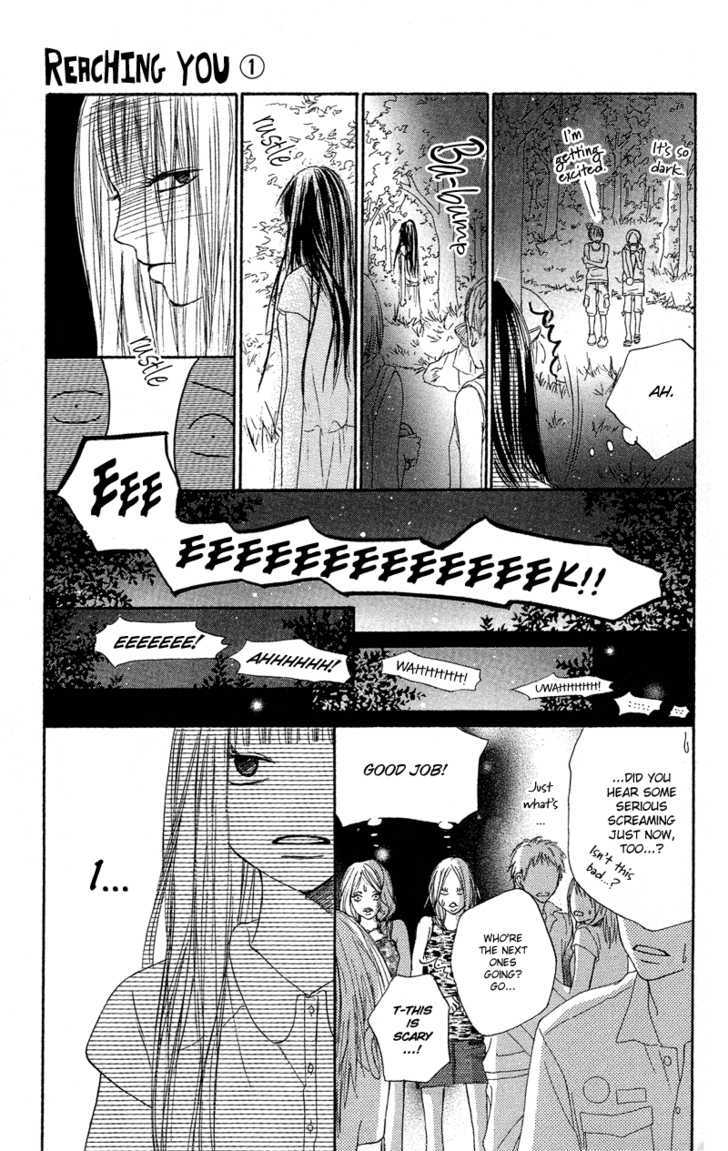 REACHING YOU ①
It's so
dark.
I'm
getting
excited.
AH.
Ba-bump
rustle
rustle
EEE
EEEEEEEEEEEEEEK!!
EEEEEEE!
AHHHHHH!
WAHHHHHH!
UWAHHHHHH!
...DID YOU
HEAR SOME
SERIOUS
SCREAMING
JUST NOW,
TOO...?
Isn't this
bad...?
Just
what's
...
GOOD JOB!
WHO'RE
THE NEXT
ONES
GOING?
GO...
T-THIS
IS
SCARY
...!
I...